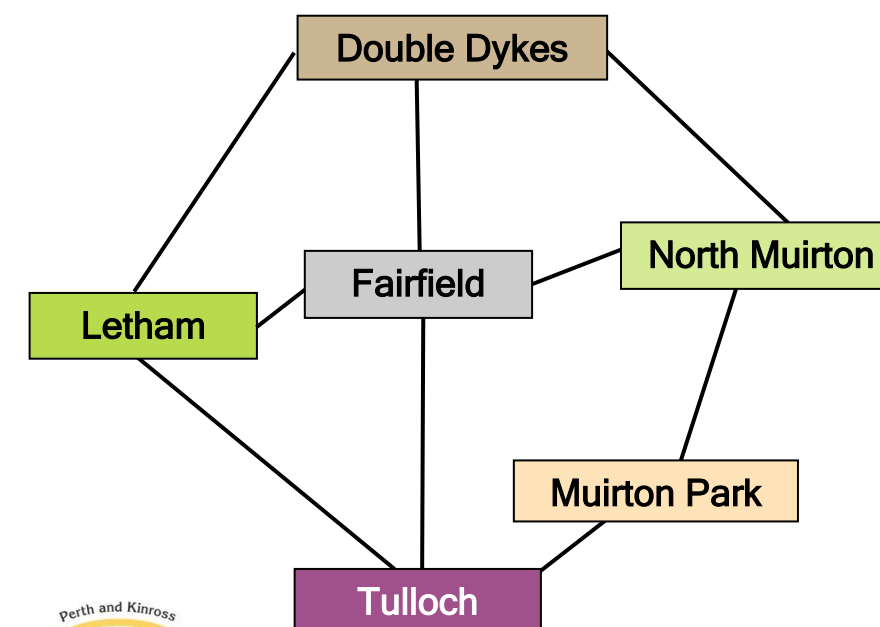 Double Dykes
North Muirton
Fairfield
Letham
Muirton Park
Tulloch
Perth and Kinross